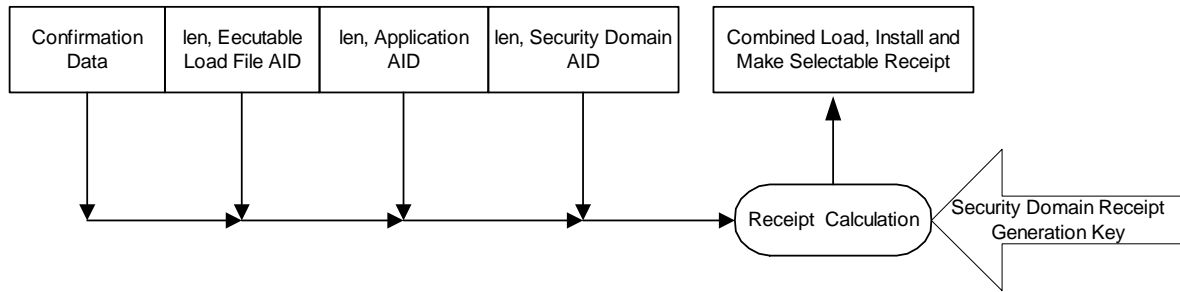 Confirmation
Data
len, Eecutable
Load File AID
len, Application
AID
len, Security Domain
AID
Combined Load, Install and
Make Selectable Receipt
Receipt Calculation
Security Domain Receipt
Generation Key